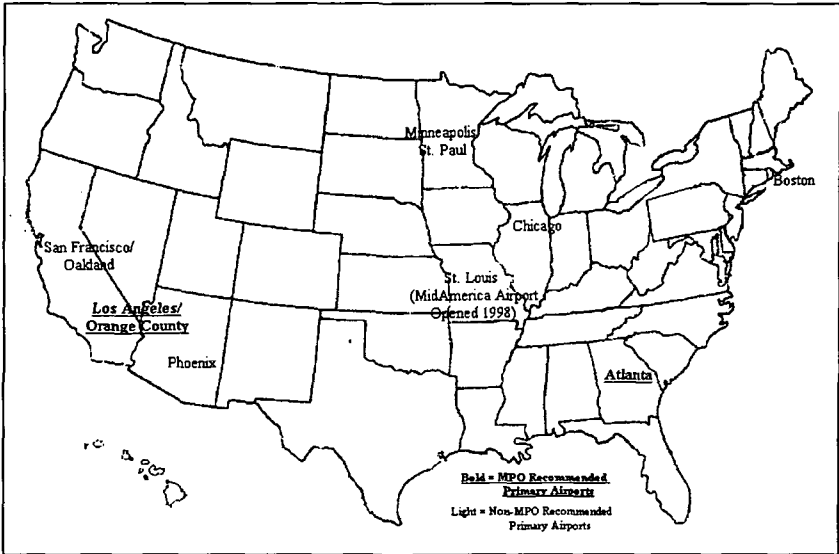 Minneapolis
St. Paul
Boston
Chicago
San Francisco/
Oakland
St. Louis
(MidAmerica Airport
Opened 1998)
Los Angeles/
Orange County
Phoenix
Atlanta
Bold = MPO Recommended
Primary Airports
Light = Non-MPO Recommended
Primary Airports